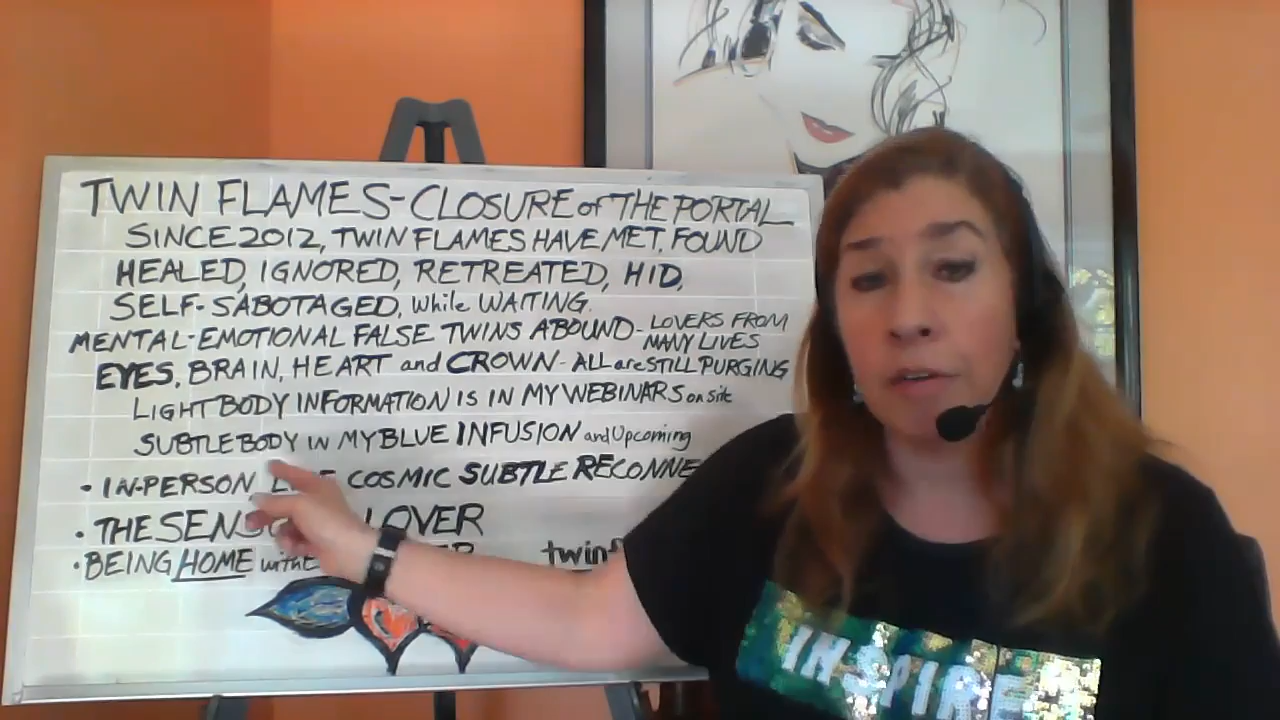 TWIN FLAMES-CLOSURE of THE PORTAL
SINCE 2012, TWIN FLAMES HAVE MET, FOUND
HEALED, IGNORED, RETREATED, HID,
SELF-SABOTAGED, while WAITING.
MENTAL-EMOTIONAL FALSE TWINS ABOUND - LOVERS FROM
MANY LIVES
EYES, BRAIN, HEART and CROWN - ALL are STILL PURGING
LIGHT BODY INFORMATION IS IN MY WEBINARS on site
SUBTLE BODY IN MY BLUE INFUSION and Upcoming
• IN-PERSON COSMIC SUBTLE RECONNE
• THE LOVER
• BEING HOME with
INSPIRE